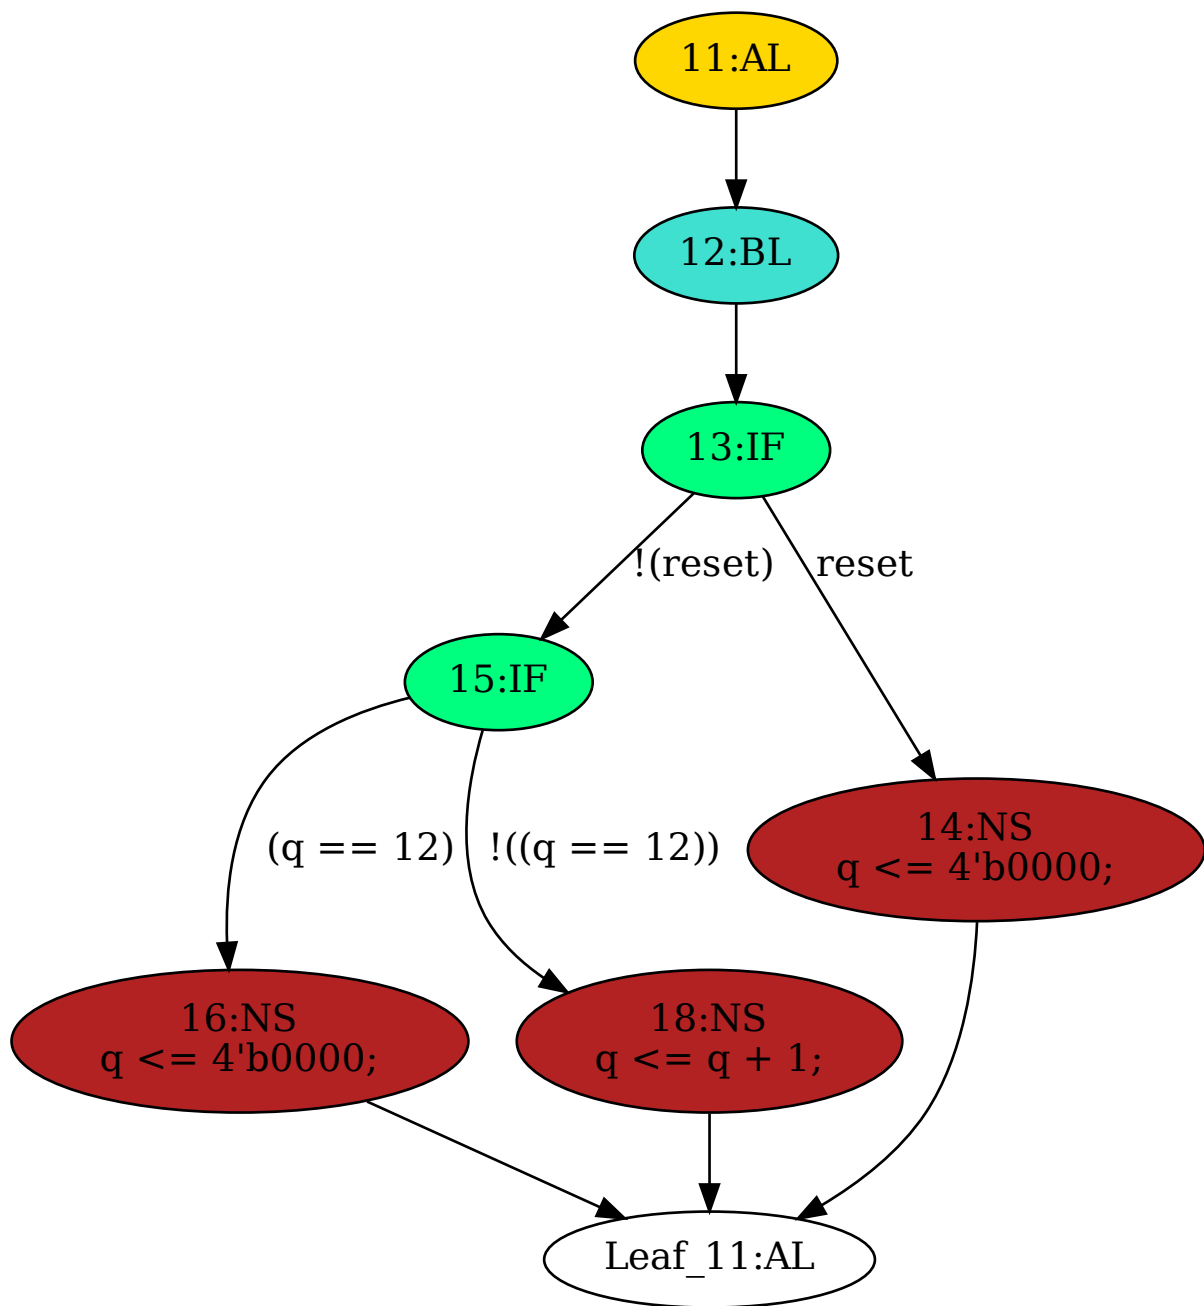 11:AL
12:BL
13:IF
!(reset)
reset
15:IF
(q == 12)
!((q == 12))
14:NS
q <= 4'b0000;
16:NS
q <= 4'b0000;
18:NS
q <= q + 1;
Leaf_11:AL